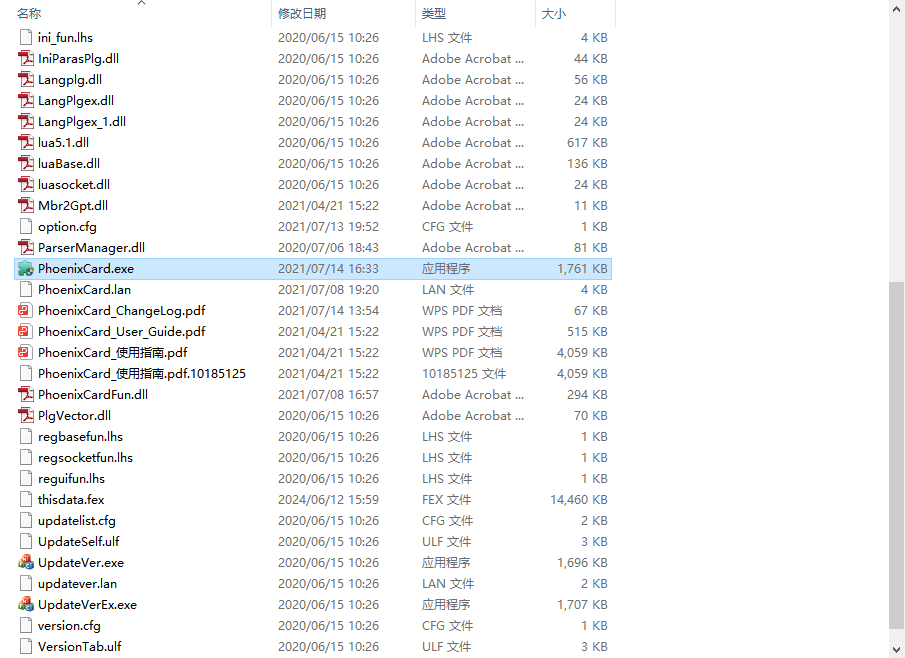 名称 修改日期 类型 大小
ini_fun.lhs 2020/06/15 10:26 LHS 文件 4 KB
IniParasPlg.dll 2020/06/15 10:26 Adobe Acrobat ... 44 KB
Langplg.dll 2020/06/15 10:26 Adobe Acrobat ... 56 KB
LangPlgex.dll 2020/06/15 10:26 Adobe Acrobat ... 24 KB
LangPlgex_1.dll 2020/06/15 10:26 Adobe Acrobat ... 24 KB
lua5.1.dll 2020/06/15 10:26 Adobe Acrobat ... 617 KB
luaBase.dll 2020/06/15 10:26 Adobe Acrobat ... 136 KB
luasocket.dll 2020/06/15 10:26 Adobe Acrobat ... 24 KB
Mbr2Gpt.dll 2021/04/21 15:22 Adobe Acrobat ... 11 KB
option.cfg 2021/07/13 19:52 CFG 文件 1 KB
ParserManager.dll 2020/07/06 18:43 Adobe Acrobat ... 81 KB
PhoenixCard.exe 2021/07/14 16:33 应用程序 1,761 KB
PhoenixCard.lan 2021/07/08 19:20 LAN 文件 4 KB
PhoenixCard_ChangeLog.pdf 2021/07/14 13:54 WPS PDF 文档 67 KB
PhoenixCard_User_Guide.pdf 2021/04/21 15:22 WPS PDF 文档 515 KB
PhoenixCard_使用指南.pdf 2021/04/21 15:22 WPS PDF 文档 4,059 KB
PhoenixCard_使用指南.pdf.10185125 2021/04/21 15:22 10185125 文件 4,059 KB
PhoenixCardFun.dll 2021/07/08 16:57 Adobe Acrobat ... 294 KB
PlgVector.dll 2020/06/15 10:26 Adobe Acrobat ... 70 KB
regbasefun.lhs 2020/06/15 10:26 LHS 文件 1 KB
regsocketfun.lhs 2020/06/15 10:26 LHS 文件 1 KB
reguifun.lhs 2020/06/15 10:26 LHS 文件 1 KB
thisdata.fex 2024/06/12 15:59 FEX 文件 14,460 KB
updatelist.cfg 2020/06/15 10:26 CFG 文件 2 KB
UpdateSelf.ulf 2020/06/15 10:26 ULF 文件 3 KB
UpdateVer.exe 2020/06/15 10:26 应用程序 1,696 KB
updatever.lan 2020/06/15 10:26 LAN 文件 2 KB
UpdateVerEx.exe 2020/06/15 10:26 应用程序 1,707 KB
version.cfg 2020/06/15 10:26 CFG 文件 1 KB
VersionTab.ulf 2020/06/15 10:26 ULF 文件 3 KB